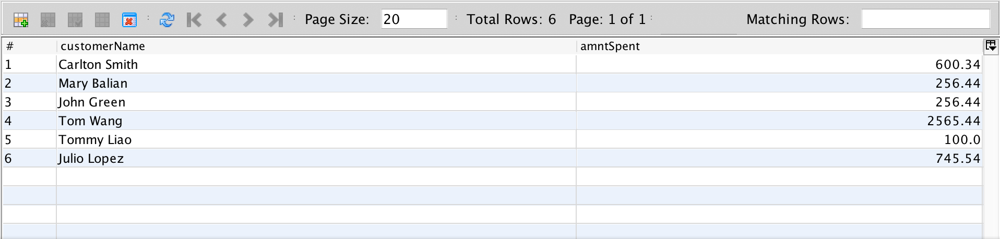 Page Size: 20 Total Rows: 6 Page: 1 of 1 Matching Rows:
# customerName amntSpent
1 Carlton Smith 600.34
2 Mary Balian 256.44
3 John Green 256.44
4 Tom Wang 2565.44
5 Tommy Liao 100.0
6 Julio Lopez 745.54